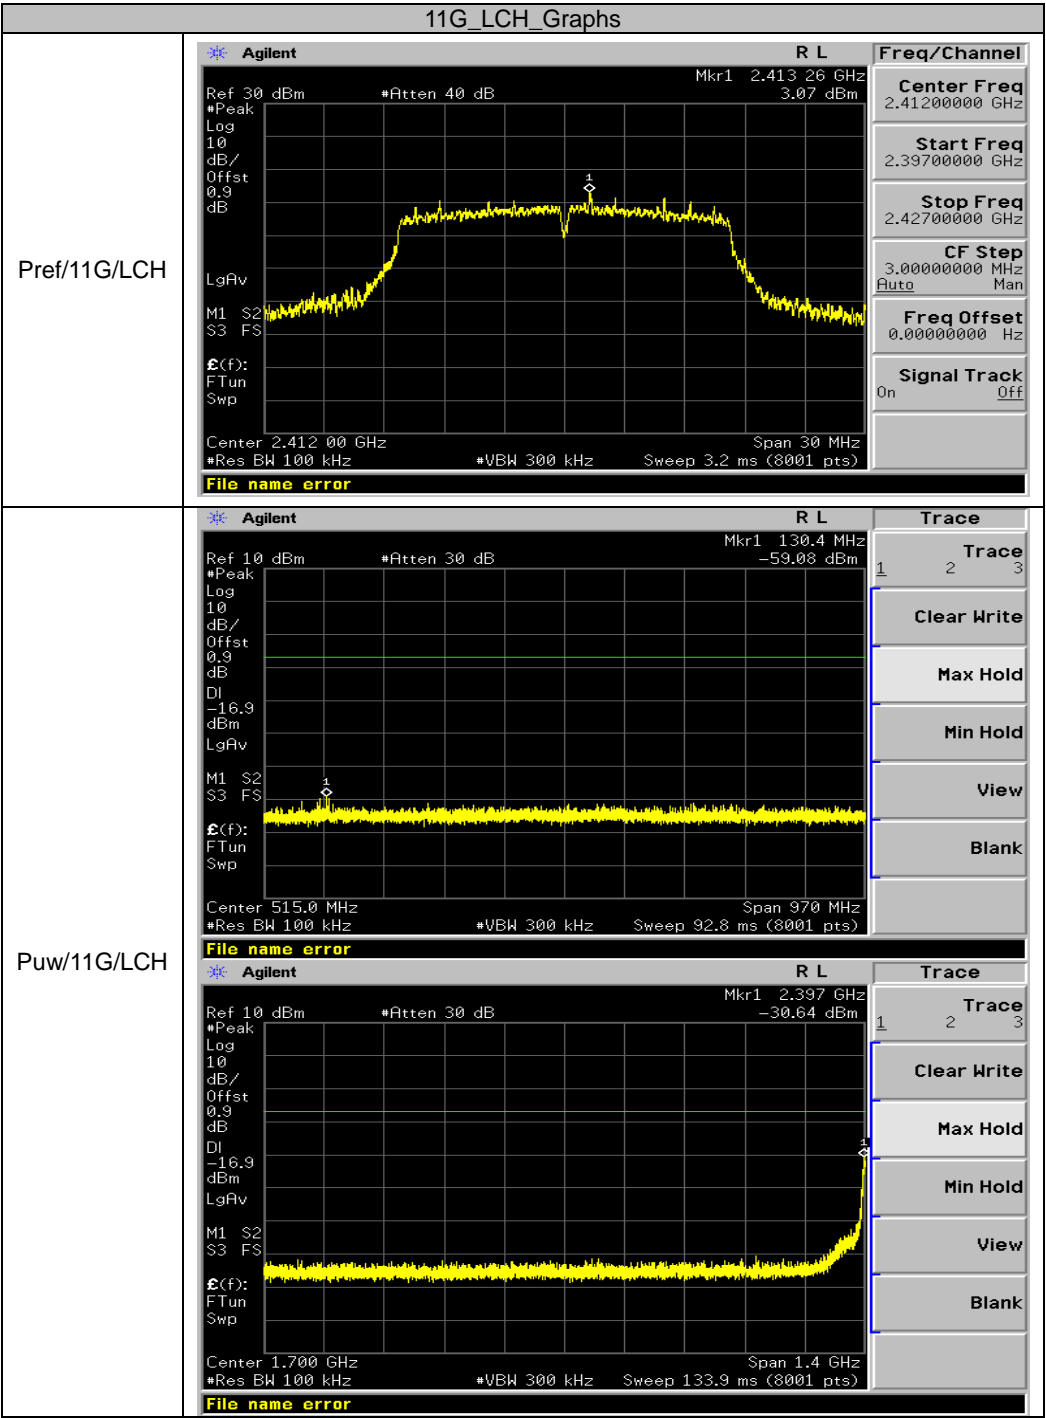 11G_LCH_Graphs
Pref/11G/LCH
Agilent R L Freq/Channel
Mkr1 2.413 26 GHz
Ref 30 dBm #Atten 40 dB 3.07 dBm
#Peak
Log
10
dB/
Offst
0.9
dB
1
LgAv
M1 S2
S3 FS
£(f):
FTun
Swp
Center 2.412 00 GHz Span 30 MHz
#Res BW 100 kHz #VBW 300 kHz Sweep 3.2 ms (8001 pts)
File name error
Center Freq
2.41200000 GHz
Start Freq
2.39700000 GHz
Stop Freq
2.42700000 GHz
CF Step
3.00000000 MHz
Auto Man
Freq Offset
0.00000000 Hz
Signal Track
On Off
Puw/11G/LCH
Agilent R L Trace
Mkr1 130.4 MHz
Ref 10 dBm #Atten 30 dB -59.08 dBm
#Peak
Log
10
dB/
Offst
0.9
dB
DI
-16.9
dBm
LgAv
1
M1 S2
S3 FS
£(f):
FTun
Swp
Center 515.0 MHz Span 970 MHz
#Res BW 100 kHz #VBW 300 kHz Sweep 92.8 ms (8001 pts)
File name error
Trace
1 2 3
Clear Write
Max Hold
Min Hold
View
Blank
Agilent R L Trace
Mkr1 2.397 GHz
Ref 10 dBm #Atten 30 dB -30.64 dBm
#Peak
Log
10
dB/
Offst
0.9
dB
DI
-16.9
dBm
LgAv
1
M1 S2
S3 FS
£(f):
FTun
Swp
Center 1.700 GHz Span 1.4 GHz
#Res BW 100 kHz #VBW 300 kHz Sweep 133.9 ms (8001 pts)
File name error
Trace
1 2 3
Clear Write
Max Hold
Min Hold
View
Blank